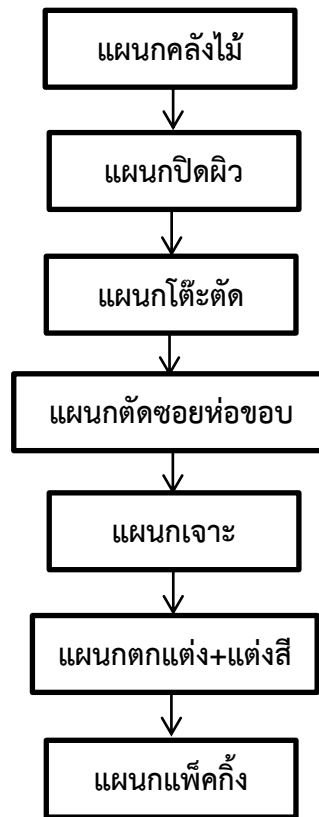 แผนกคลังไม้
แผนกปิดผิว
แผนกโต๊ะตัด
แผนกตัดซอยห่อขอบ
แผนกเจาะ
แผนกตกแต่ง+แต่งสี
แผนกแพ็คกิ้ง